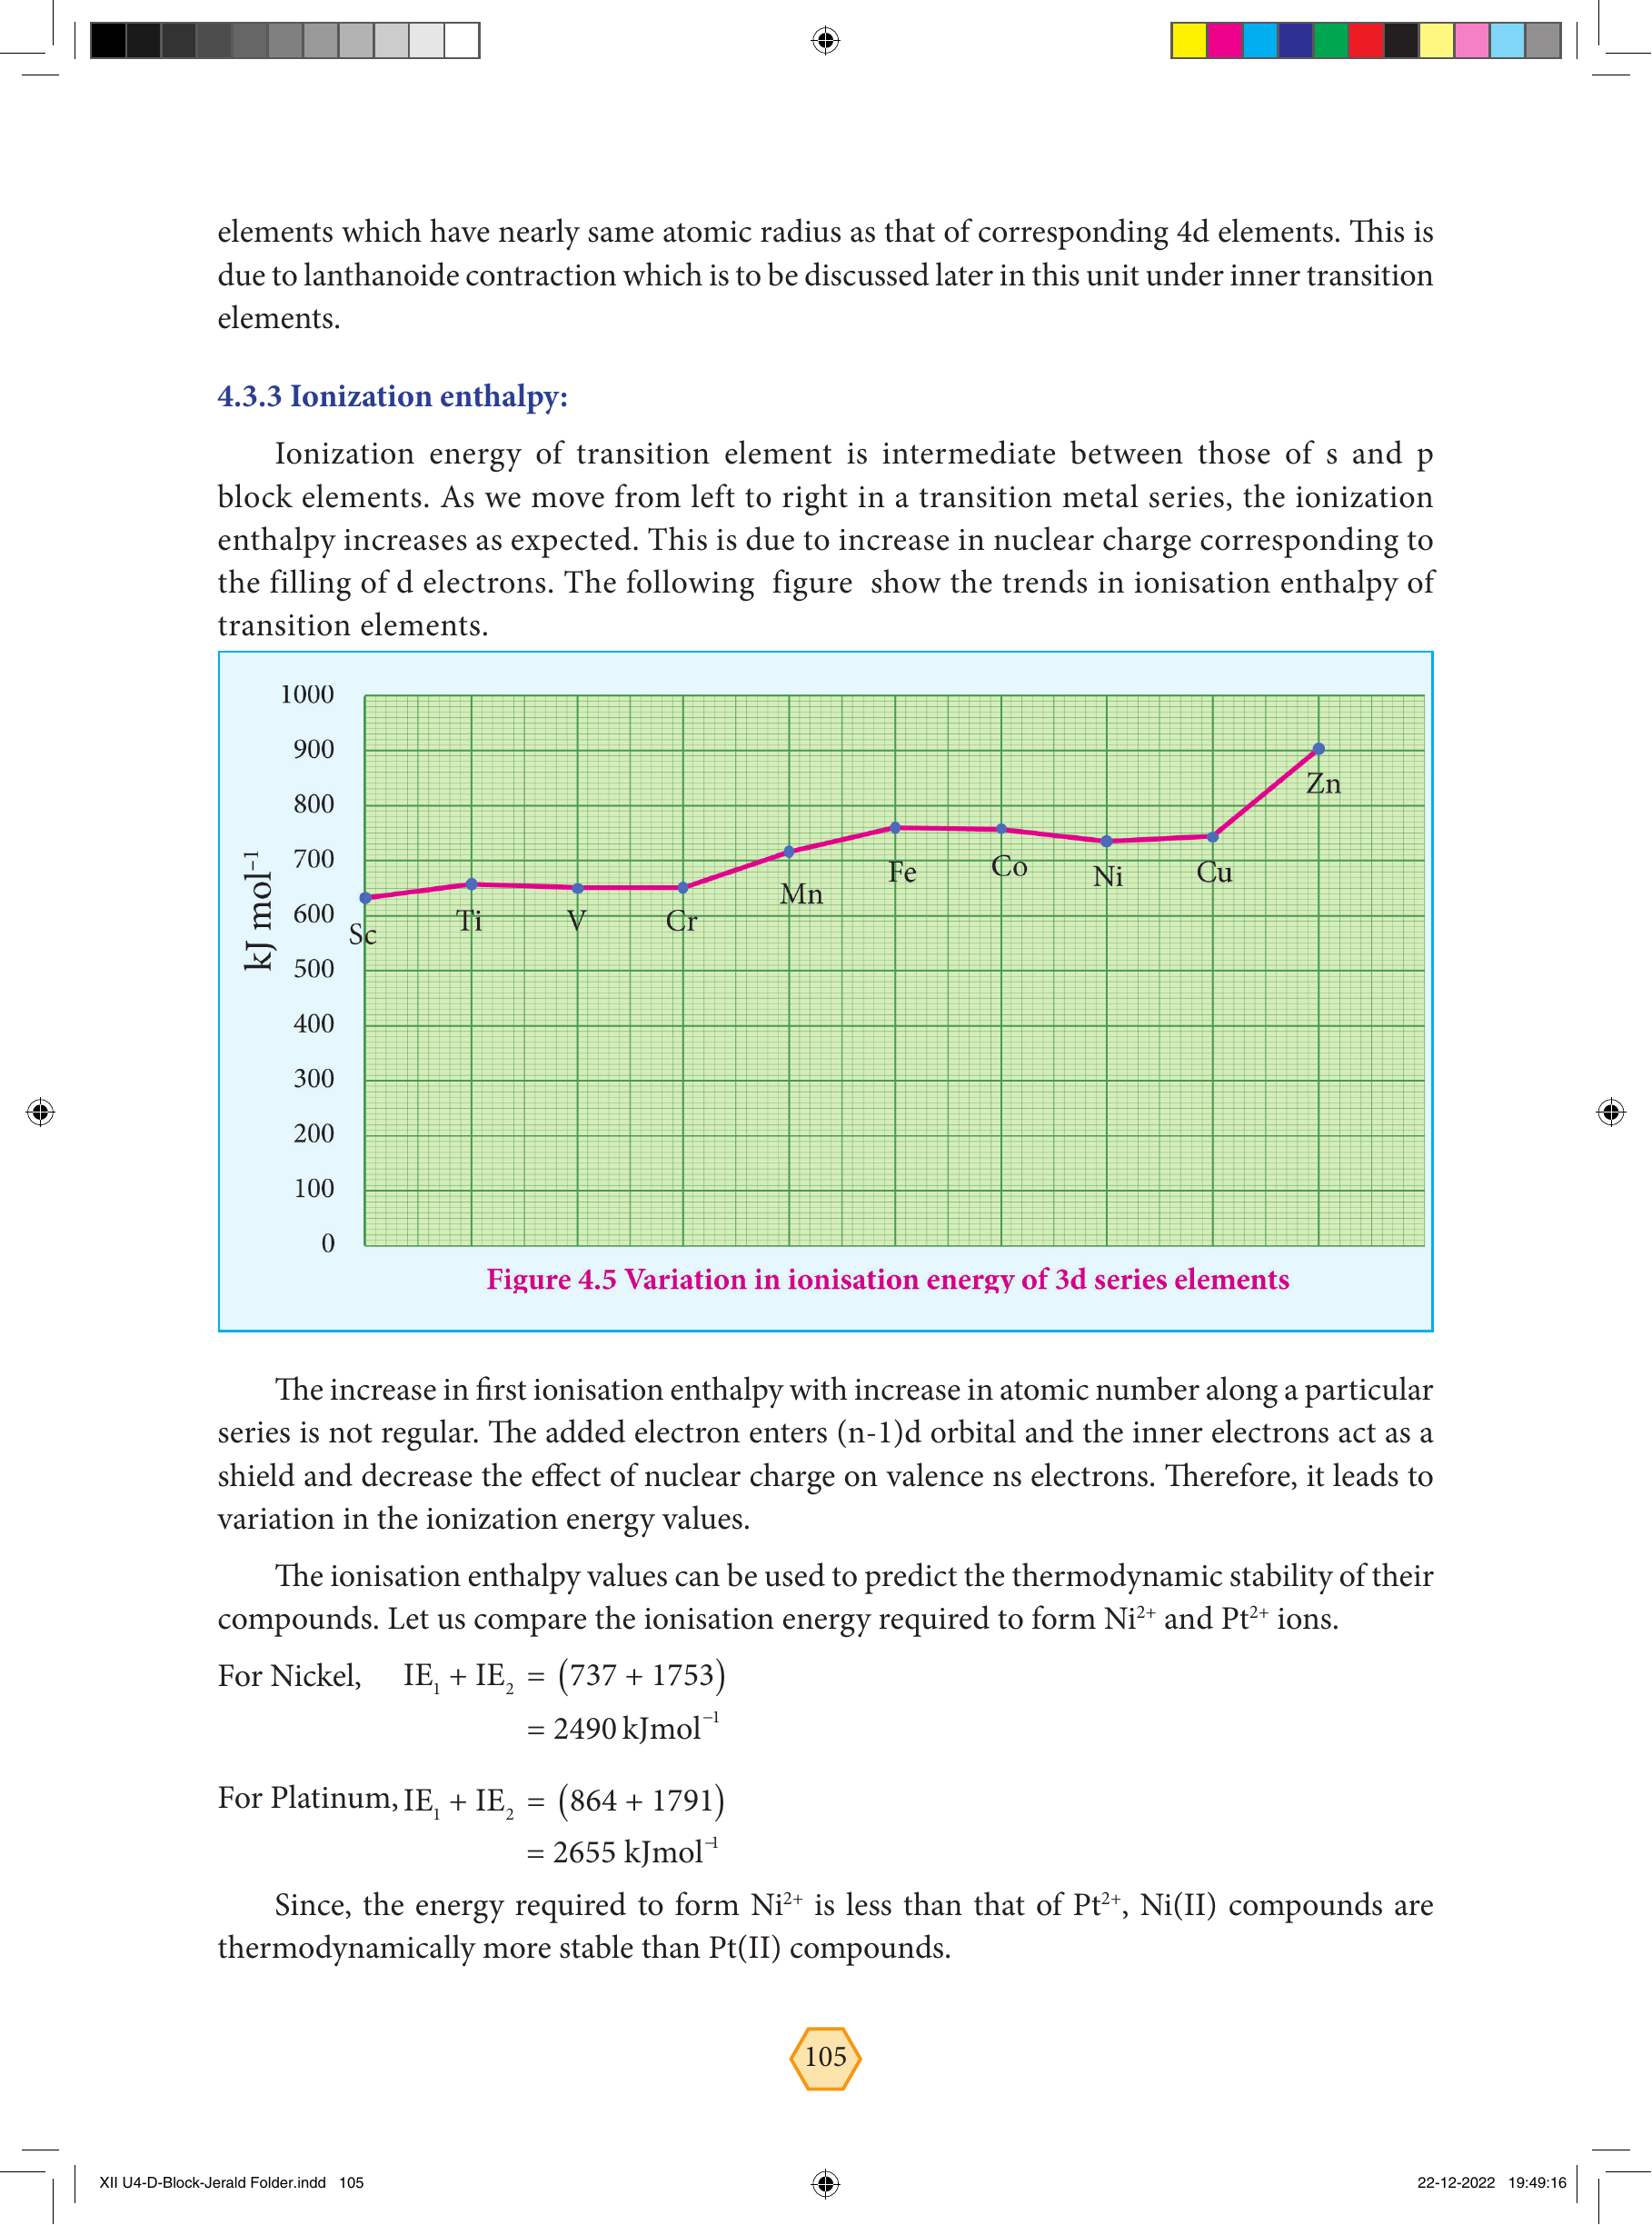 elements which have nearly same atomic radius as that of corresponding 4d elements. This is
due to lanthanoide contraction which is to be discussed later in this unit under inner transition
elements.
4.3.3 Ionization enthalpy:
Ionization energy of transition element is intermediate between those of s and p
block elements. As we move from left to right in a transition metal series, the ionization
enthalpy increases as expected. This is due to increase in nuclear charge corresponding to
the filling of d electrons. The following figure show the trends in ionisation enthalpy of
transition elements.
1000
900
800
700
600
500
400
300
200
100
0
kJ mol⁻¹
Sc
Ti
V
Cr
Mn
Fe
Co
Ni
Cu
Zn
Figure 4.5 Variation in ionisation energy of 3d series elements
The increase in first ionisation enthalpy with increase in atomic number along a particular
series is not regular. The added electron enters (n-1)d orbital and the inner electrons act as a
shield and decrease the effect of nuclear charge on valence ns electrons. Therefore, it leads to
variation in the ionization energy values.
The ionisation enthalpy values can be used to predict the thermodynamic stability of their
compounds. Let us compare the ionisation energy required to form Ni²⁺ and Pt²⁺ ions.
For Nickel, IE₁ + IE₂ = (737 + 1753)
= 2490 kJmol⁻¹
For Platinum, IE₁ + IE₂ = (864 + 1791)
= 2655 kJmol⁻¹
Since, the energy required to form Ni²⁺ is less than that of Pt²⁺, Ni(II) compounds are
thermodynamically more stable than Pt(II) compounds.
105
XII U4-D-Block-Jerald Folder.indd 105
22-12-2022 19:49:16